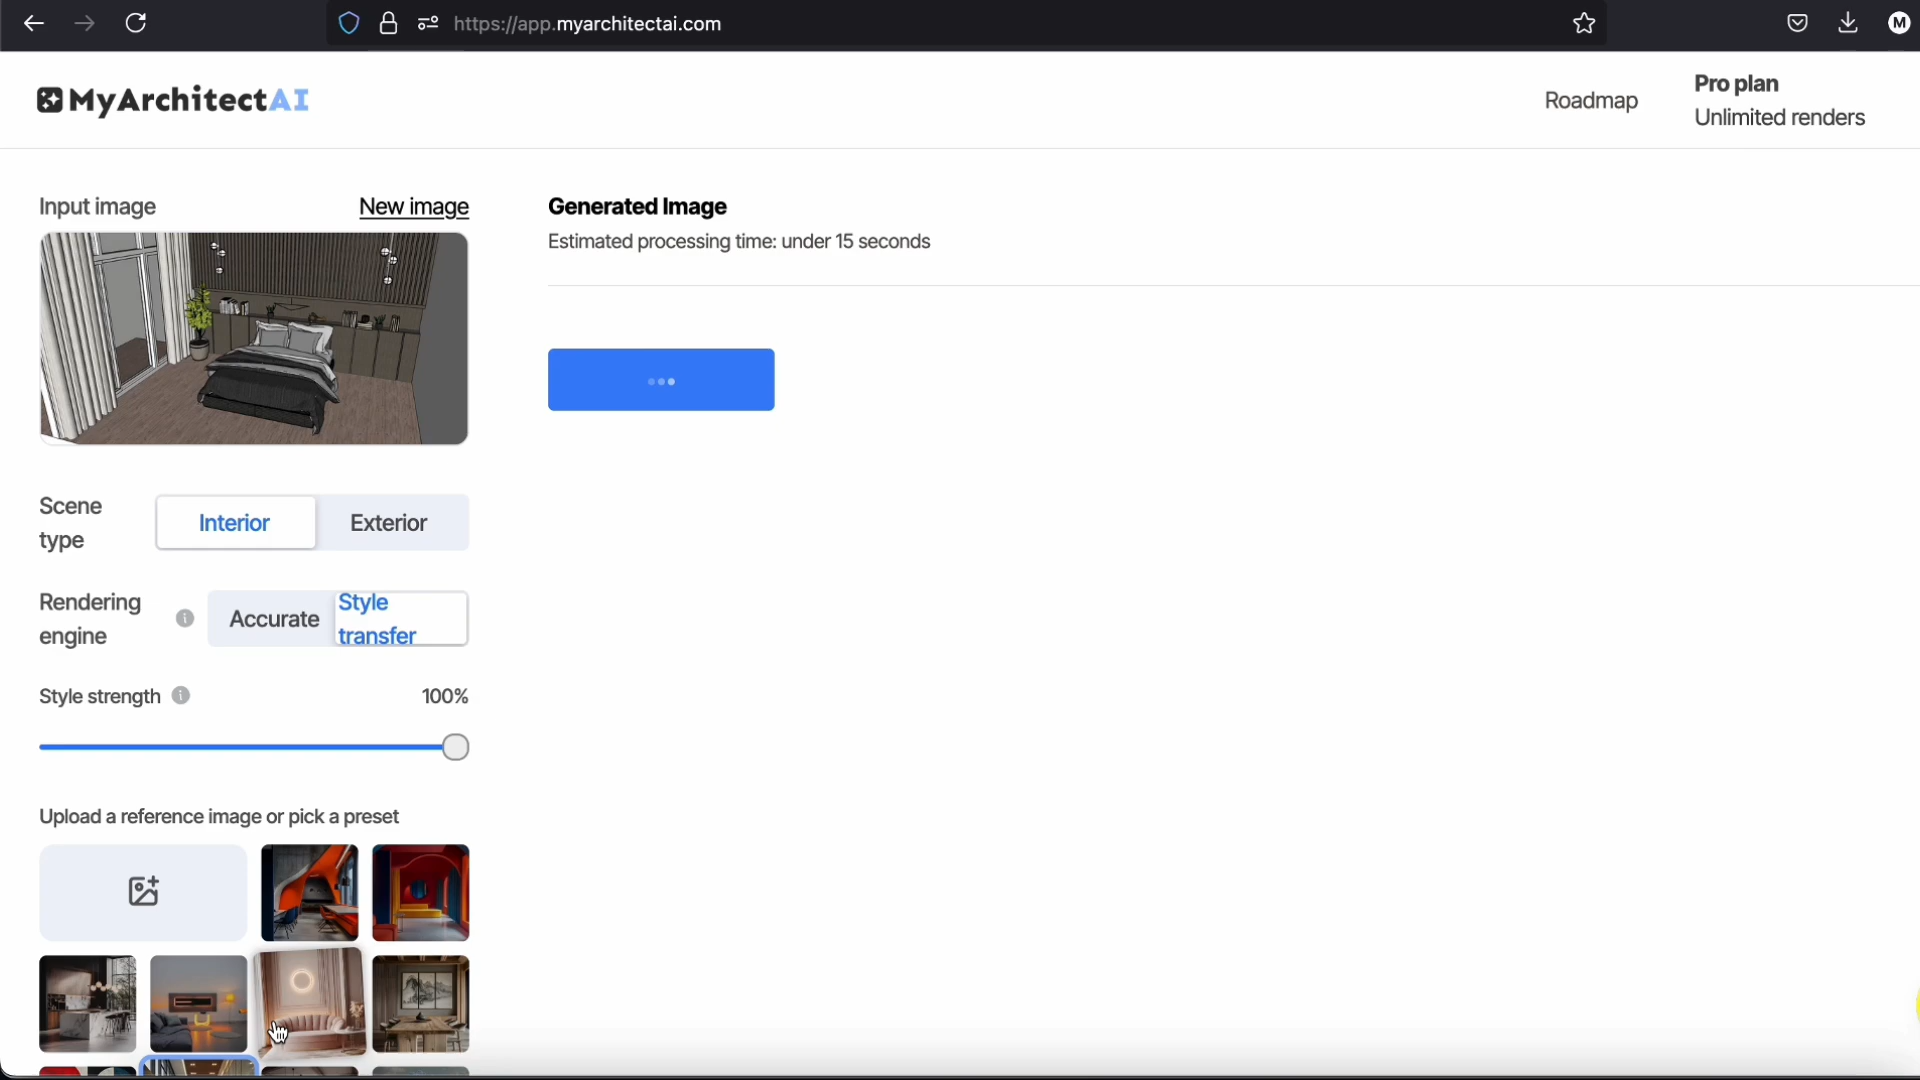 https://app.myarchitectai.com
M
MyArchitectAI
Roadmap
Pro plan
Unlimited renders
Input image
New image
Generated Image
Estimated processing time: under 15 seconds
Scene type
Interior
Exterior
Rendering engine
Accurate
Style transfer
Style strength
100%
Upload a reference image or pick a preset